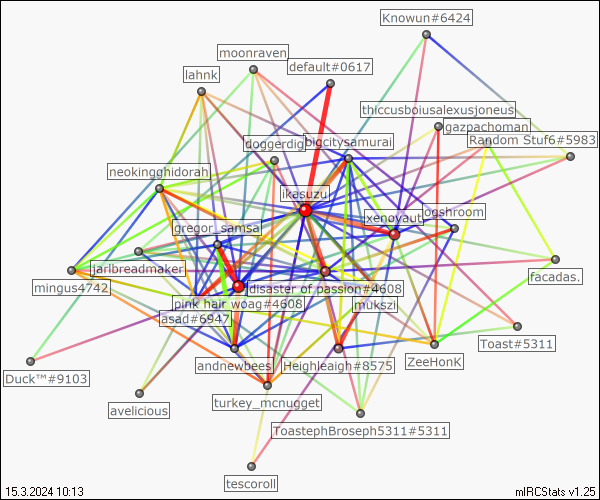 Knowun#6424
moonraven
default#0617
lahnk
thiccusboiusalexusjoneus
gazpachoman
Random Stuf6#5983
doggerdig
bigcitysamurai
neokingghidorah
ikasuzu
xenoyaut
ogshroom
gregor_samsa
jarlbreadmaker
mingus4742
facadas.
disaster of passion#4608
pink hair woag#4608
mukszi
asad#6947
Toast#5311
andnewbees
Heighleigh#8575
ZeeHonK
Duck™#9103
turkey_mcnugget
avelicious
ToastephBroseph5311#5311
tescoroll
15.3.2024 10:13
mIRCStats v1.25